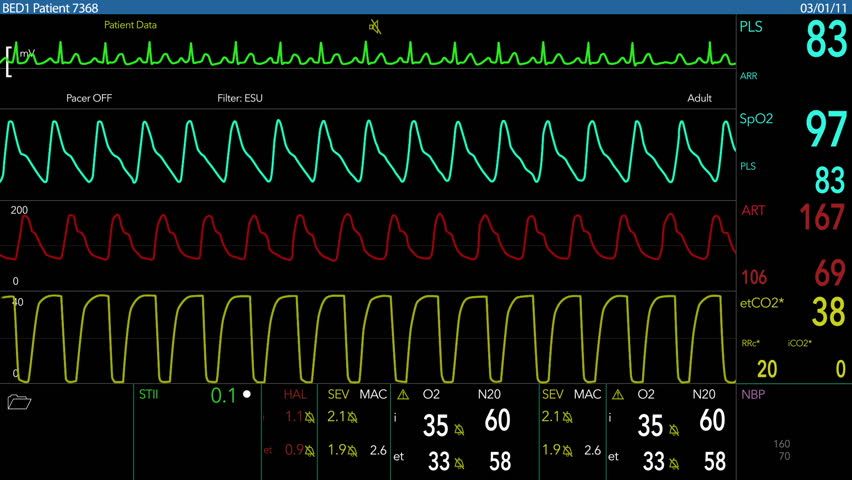 BED1 Patient 7368 03/01/11
Patient Data
PLS 83
mV
ARR
Pacer OFF Filter: ESU Adult
SpO2 97
PLS 83
200 ART 167
106 69
0
40 etCO2* 38
RRc* iCO2*
0 20 0
STII 0.1 HAL SEV MAC O2 N20 SEV MAC O2 N20 NBP
i 1.1 2.1 i 35 60 2.1 i 35 60
160
et 0.9 1.9 2.6 et 33 58 1.9 2.6 et 33 58
70